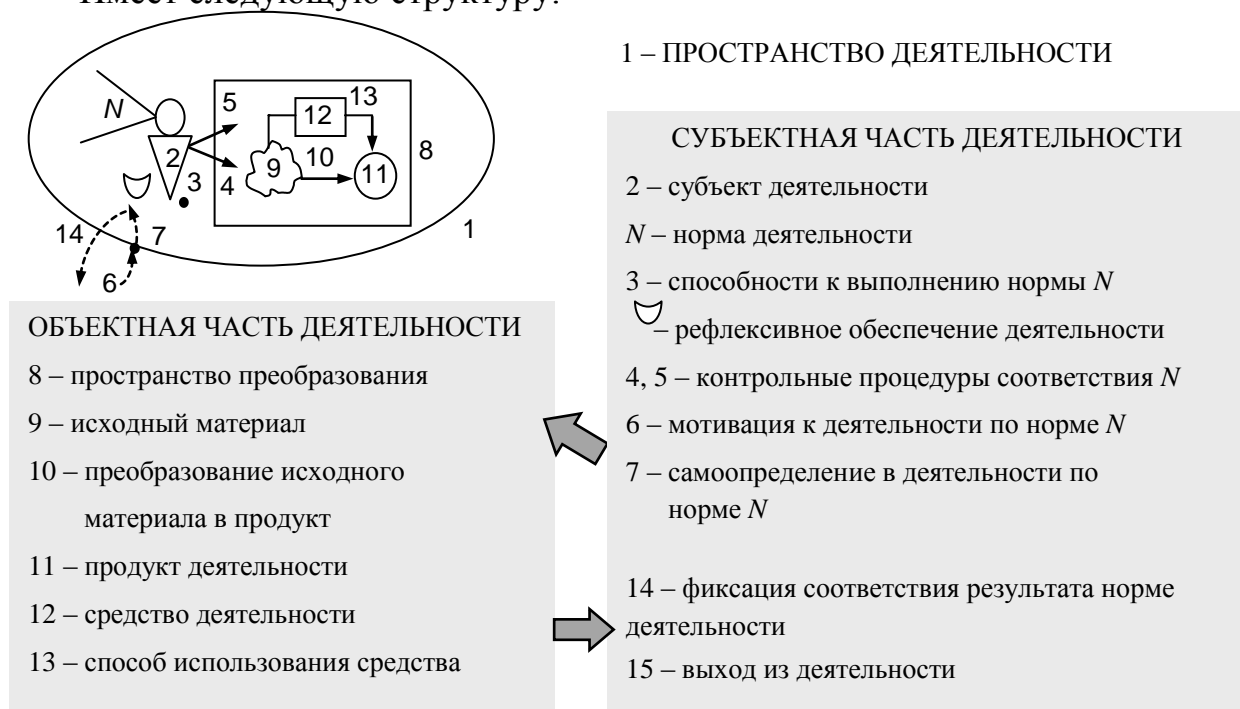 Имеет следующую структуру:
1 – ПРОСТРАНСТВО ДЕЯТЕЛЬНОСТИ
N
5
12
13
2
9
10
11
8
3
4
14
7
1
6
СУБЪЕКТНАЯ ЧАСТЬ ДЕЯТЕЛЬНОСТИ
2 – субъект деятельности
N – норма деятельности
3 – способности к выполнению нормы N
– рефлексивное обеспечение деятельности
4, 5 – контрольные процедуры соответствия N
6 – мотивация к деятельности по норме N
7 – самоопределение в деятельности по
норме N
14 – фиксация соответствия результата норме
деятельности
15 – выход из деятельности
ОБЪЕКТНАЯ ЧАСТЬ ДЕЯТЕЛЬНОСТИ
8 – пространство преобразования
9 – исходный материал
10 – преобразование исходного
материала в продукт
11 – продукт деятельности
12 – средство деятельности
13 – способ использования средства